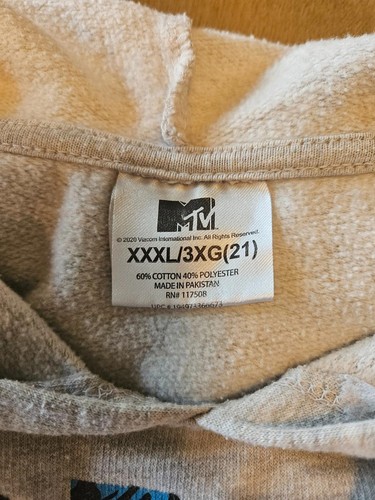 MTV
© 2020 Viacom International Inc. All Rights Reserved.
XXXL/3XG(21)
60% COTTON 40% POLYESTER
MADE IN PAKISTAN
RN# 117508
UPC #